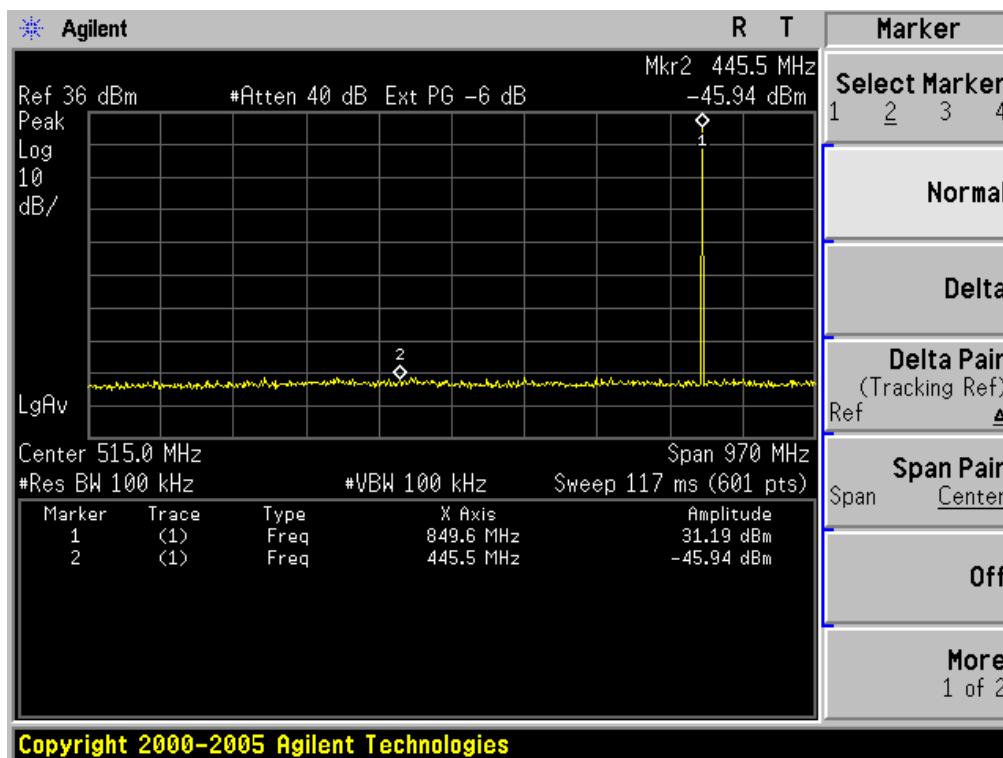 Agilent R T
Mkr2 445.5 MHz
Ref 36 dBm #Atten 40 dB Ext PG -6 dB -45.94 dBm
Peak
Log
10
dB/
1
2
LgAv
Center 515.0 MHz Span 970 MHz
#Res BW 100 kHz #VBW 100 kHz Sweep 117 ms (601 pts)
Marker Trace Type X Axis Amplitude
1 (1) Freq 849.6 MHz 31.19 dBm
2 (1) Freq 445.5 MHz -45.94 dBm
Marker
Select Marker
1 2 3 4
Normal
Delta
Delta Pair
(Tracking Ref)
Ref Δ
Span Pair
Span Center
Off
More
1 of 2
Copyright 2000-2005 Agilent Technologies